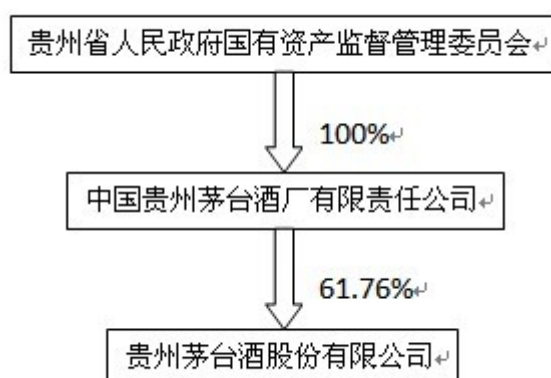 贵州省人民政府国有资产监督管理委员会↵
100%↵
中国贵州茅台酒厂有限责任公司↵
61.76%↵
贵州茅台酒股份有限公司↵